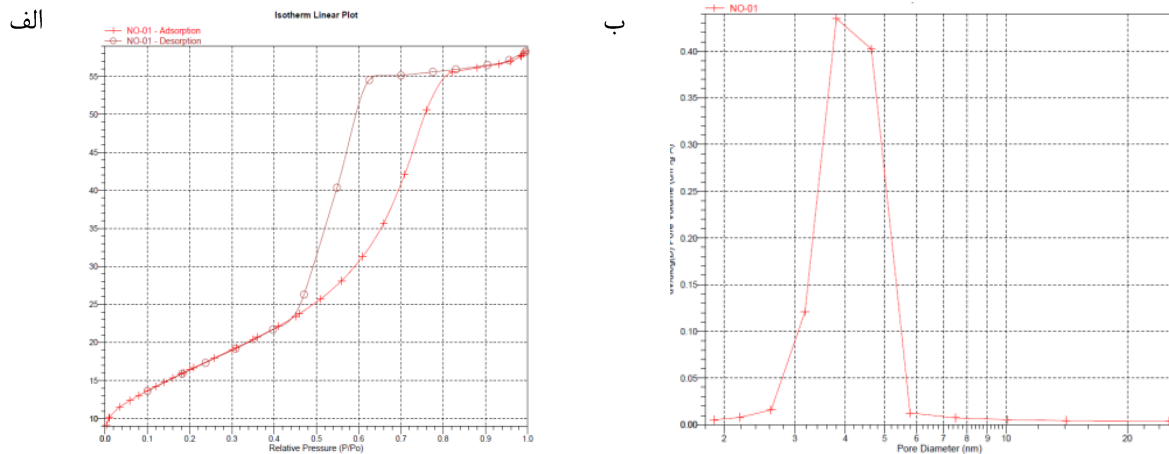 الف
Isotherm Linear Plot
NO-01 - Adsorption
NO-01 - Desorption
55
50
45
40
35
30
25
20
15
10
0.0 0.1 0.2 0.3 0.4 0.5 0.6 0.7 0.8 0.9 1.0
Relative Pressure (P/Po)
ب
NO-01
0.40
0.35
0.30
0.25
0.20
0.15
0.10
0.05
0.00
Pore Volume
2 3 4 5 6 7 8 9 10 20
Pore Diameter (nm)